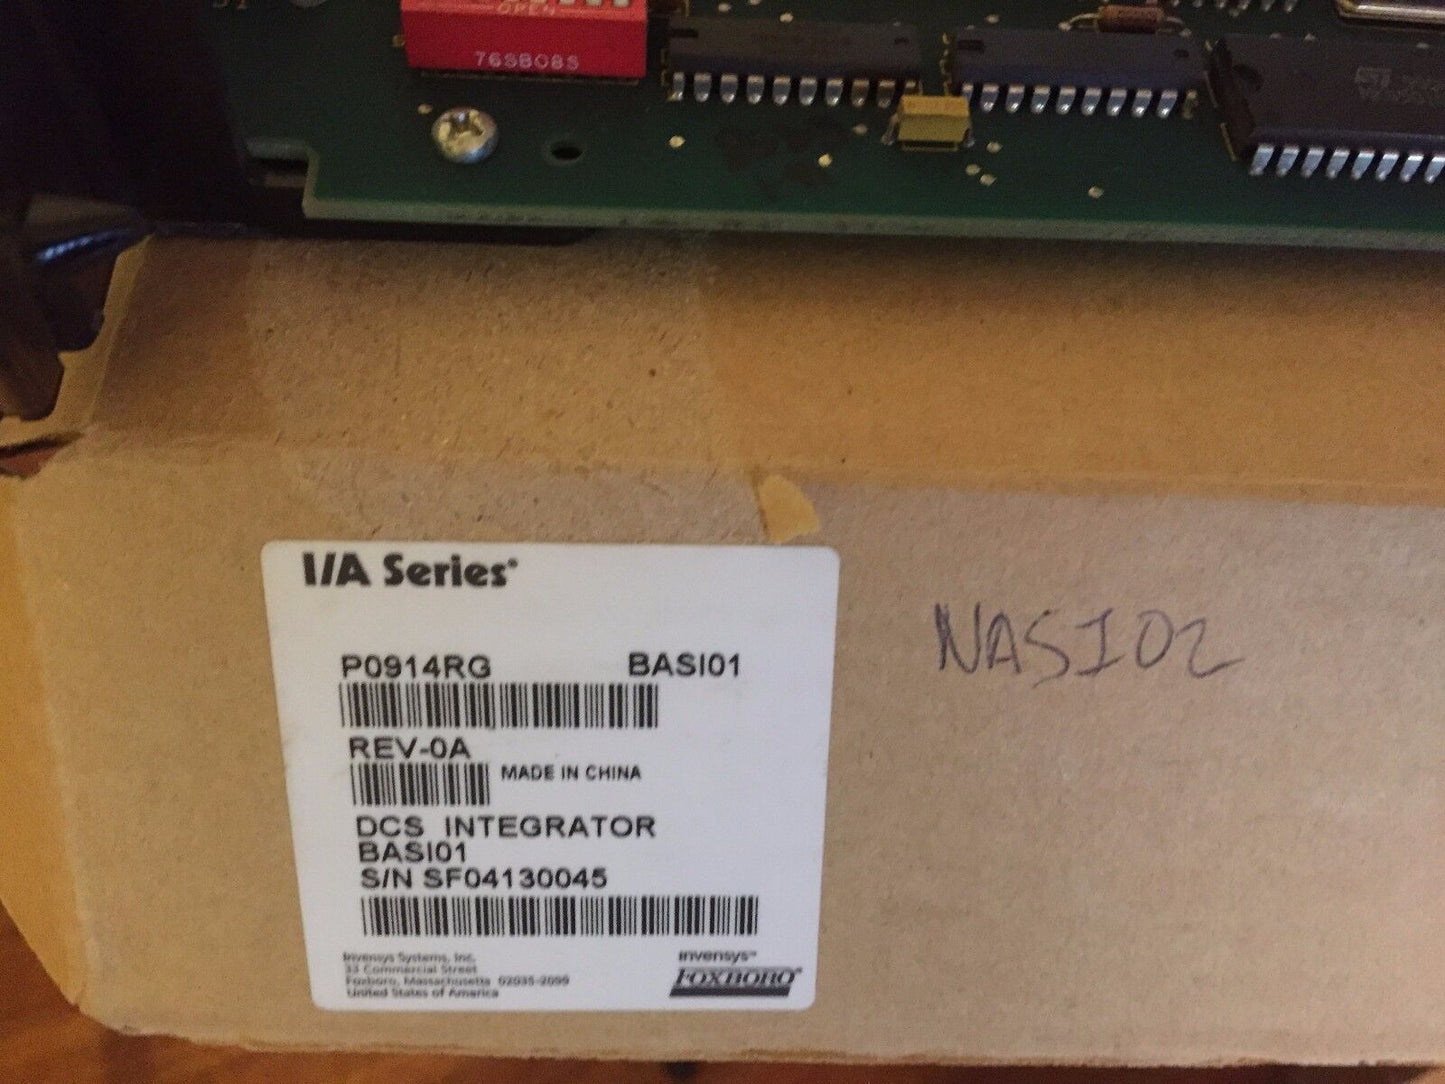 OPEN
76SB08S
I/A Series®
P0914RG BASI01
REV-0A
MADE IN CHINA
DCS INTEGRATOR
BASI01
S/N SF04130045
Invensys Systems, Inc.
33 Commercial Street
Foxboro, Massachusetts 02035-2099
United States of America
invensys™
FOXBORO®
NASI02